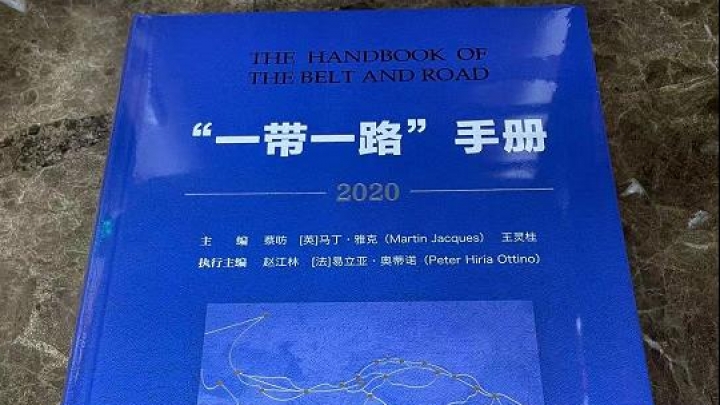 THE HANDBOOK OF
THE BELT AND ROAD
“一带一路”手册
2020
主 编 蔡昉 [英]马丁·雅克（Martin Jacques） 王灵桂
执行主编 赵江林 [法]易立亚·奥蒂诺（Peter Hiria Ottino）